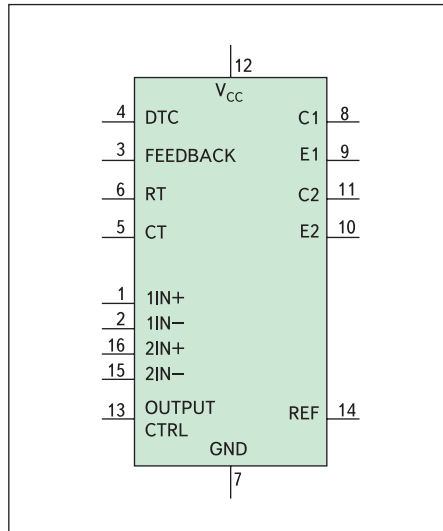 12
V_CC
4 DTC C1 8
3 FEEDBACK E1 9
6 RT C2 11
5 CT E2 10
1 1IN+
2 1IN−
16 2IN+
15 2IN−
13 OUTPUT REF 14
CTRL
GND
7